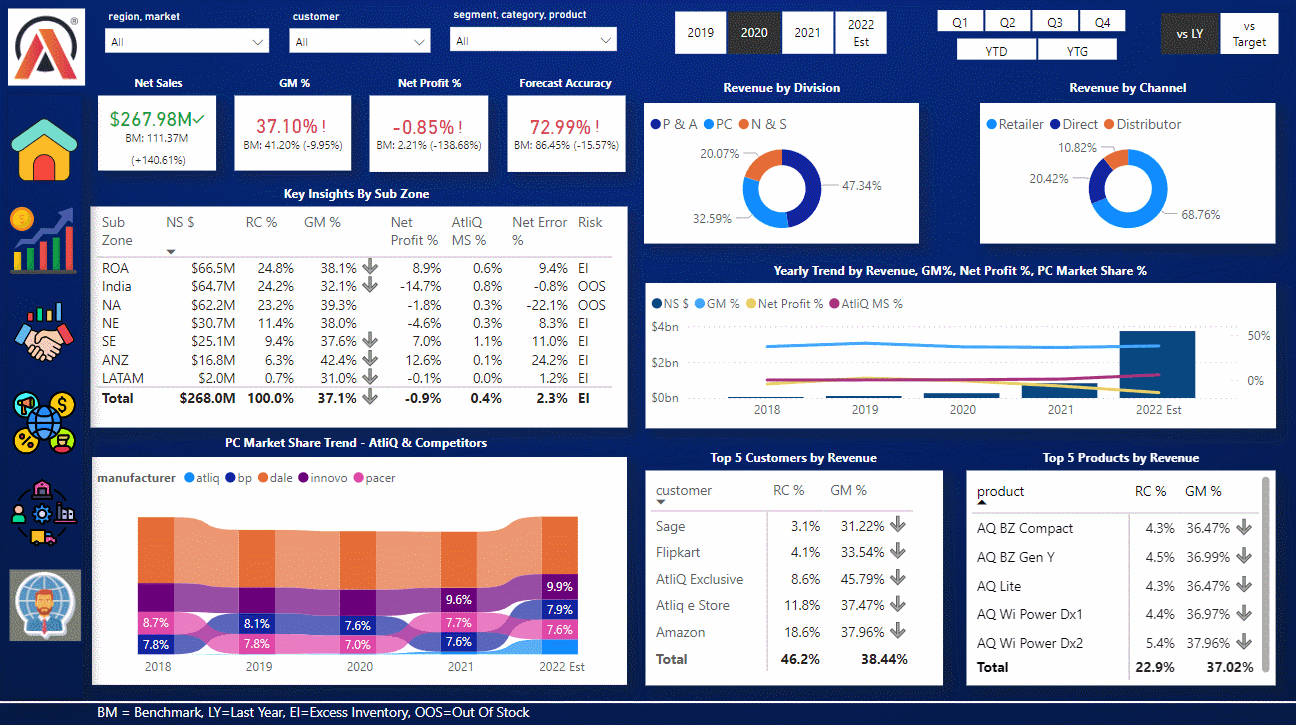 ®
region, market
customer
segment, category, product
All
All
All
2019
2020
2021
2022
Est
Q1
Q2
Q3
Q4
YTD
YTG
vs LY
vs
Target
Net Sales
GM %
Net Profit %
Forecast Accuracy
$267.98M
BM: 111.37M
(+140.61%)
37.10% !
BM: 41.20% (-9.95%)
-0.85% !
BM: 2.21% (-138.68%)
72.99% !
BM: 86.45% (-15.57%)
Revenue by Division
P & A PC N & S
20.07%
47.34%
32.59%
Revenue by Channel
Retailer Direct Distributor
10.82%
20.42%
68.76%
Key Insights By Sub Zone
Sub Zone NS $ RC % GM % Net Profit % AtliQ MS % Net Error % Risk
ROA $66.5M 24.8% 38.1% 8.9% 0.6% 9.4% EI
India $64.7M 24.2% 32.1% -14.7% 0.8% -0.8% OOS
NA $62.2M 23.2% 39.3% -1.8% 0.3% -22.1% OOS
NE $30.7M 11.4% 38.0% -4.6% 0.3% 8.3% EI
SE $25.1M 9.4% 37.6% 7.0% 1.1% 11.0% EI
ANZ $16.8M 6.3% 42.4% 12.6% 0.1% 24.2% EI
LATAM $2.0M 0.7% 31.0% -0.1% 0.0% 1.2% EI
Total $268.0M 100.0% 37.1% -0.9% 0.4% 2.3% EI
Yearly Trend by Revenue, GM%, Net Profit %, PC Market Share %
NS $ GM % Net Profit % AtliQ MS %
$4bn
$2bn
$0bn
50%
0%
2018 2019 2020 2021 2022 Est
PC Market Share Trend - AtliQ & Competitors
manufacturer atliq bp dale innovo pacer
8.7%
7.8%
8.1%
7.8%
7.6%
7.0%
9.6%
7.7%
7.6%
9.9%
7.9%
7.6%
2018 2019 2020 2021 2022 Est
Top 5 Customers by Revenue
customer RC % GM %
Sage 3.1% 31.22%
Flipkart 4.1% 33.54%
AtliQ Exclusive 8.6% 45.79%
Atliq e Store 11.8% 37.47%
Amazon 18.6% 37.96%
Total 46.2% 38.44%
Top 5 Products by Revenue
product RC % GM %
AQ BZ Compact 4.3% 36.47%
AQ BZ Gen Y 4.5% 36.99%
AQ Lite 4.3% 36.47%
AQ Wi Power Dx1 4.4% 36.97%
AQ Wi Power Dx2 5.4% 37.96%
Total 22.9% 37.02%
BM = Benchmark, LY=Last Year, EI=Excess Inventory, OOS=Out Of Stock